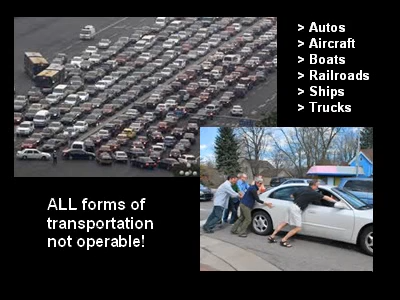 > Autos
> Aircraft
> Boats
> Railroads
> Ships
> Trucks
ALL forms of
transportation
not operable!